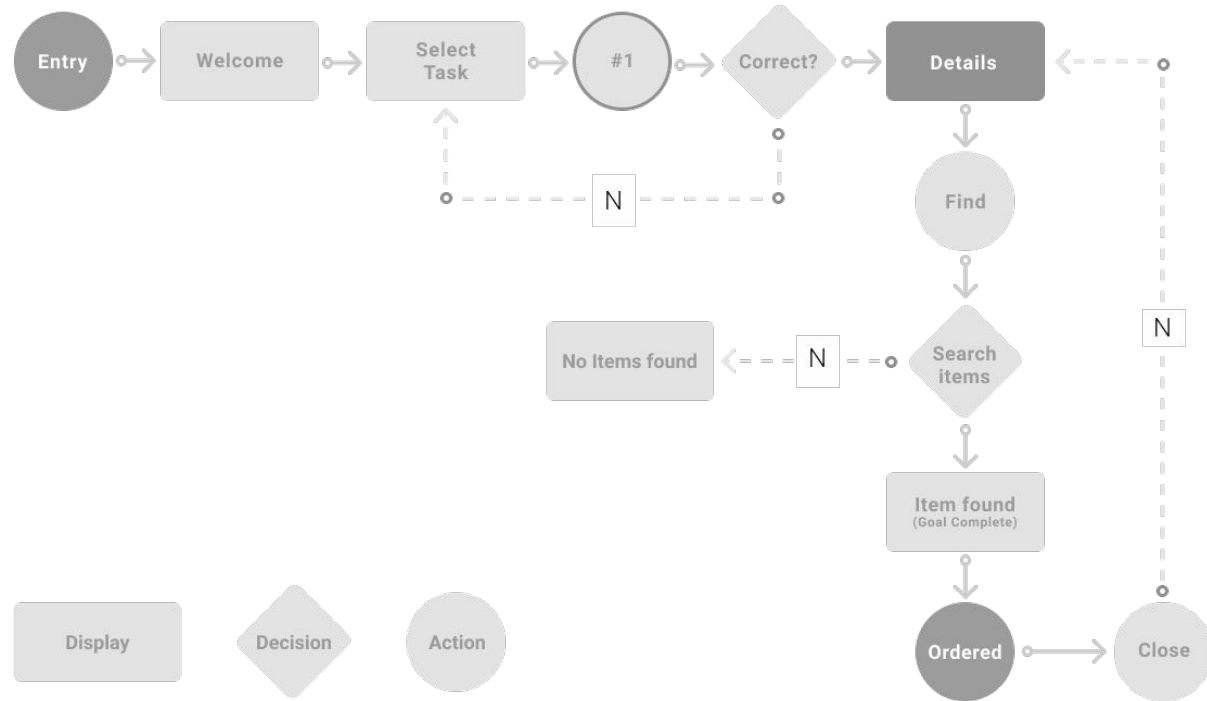 Entry
Welcome
Select
Task
#1
Correct?
Details
N
Find
N
No Items found
N
Search
items
Item found
(Goal Complete)
Display
Decision
Action
Ordered
Close